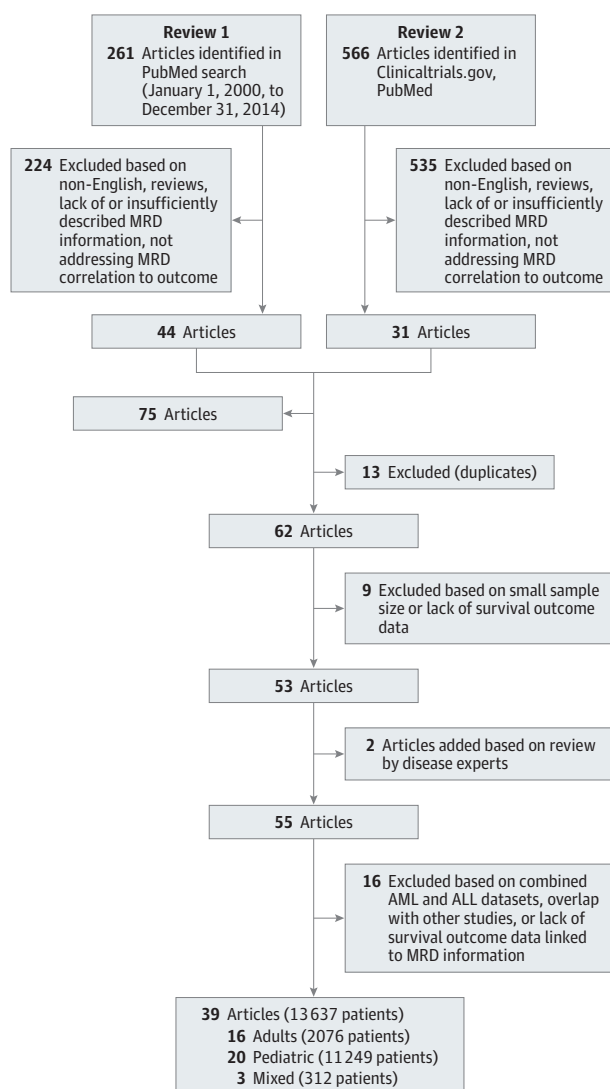 Review 1
261 Articles identified in
PubMed search
(January 1, 2000, to
December 31, 2014)
Review 2
566 Articles identified in
Clinicaltrials.gov,
PubMed
224 Excluded based on
non-English, reviews,
lack of or insufficiently
described MRD
information, not
addressing MRD
correlation to outcome
535 Excluded based on
non-English, reviews,
lack of or insufficiently
described MRD
information, not
addressing MRD
correlation to outcome
44 Articles
31 Articles
75 Articles
13 Excluded (duplicates)
62 Articles
9 Excluded based on small sample
size or lack of survival outcome
data
53 Articles
2 Articles added based on review
by disease experts
55 Articles
16 Excluded based on combined
AML and ALL datasets, overlap
with other studies, or lack of
survival outcome data linked
to MRD information
39 Articles (13 637 patients)
16 Adults (2076 patients)
20 Pediatric (11 249 patients)
3 Mixed (312 patients)